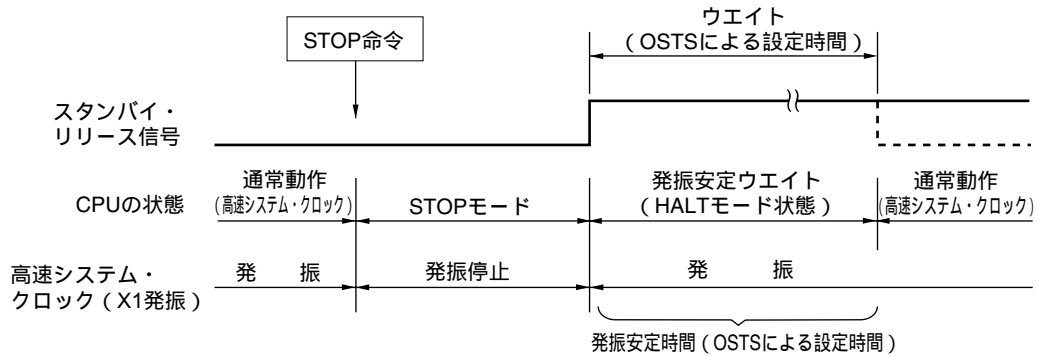 ウエイト
（OSTSによる設定時間）
STOP命令
スタンバイ・
リリース信号
CPUの状態
通常動作
(高速システム・クロック)
STOPモード
発振安定ウエイト
（HALTモード状態）
通常動作
(高速システム・クロック)
高速システム・
クロック（X1発振）
発　　振
発振停止
発　　　振
発振安定時間（OSTSによる設定時間）